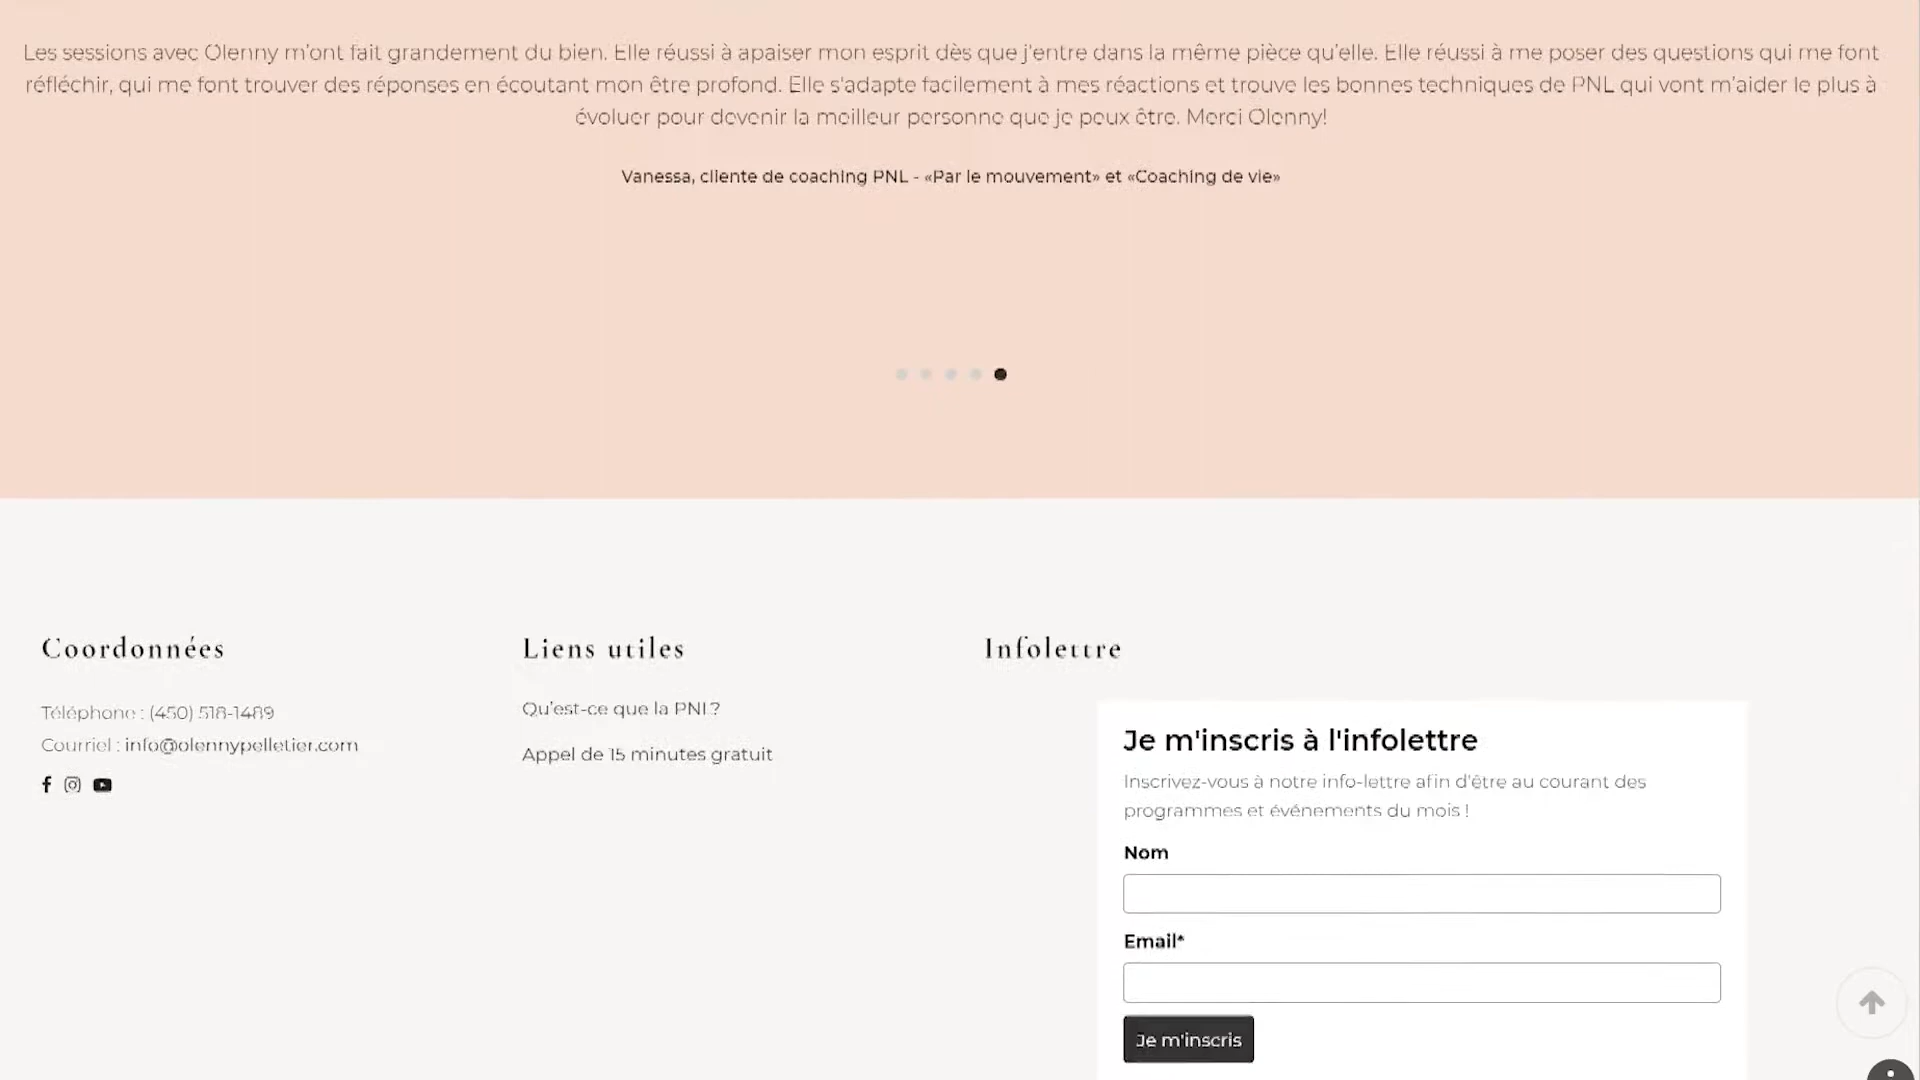 Les sessions avec Olenny m'ont fait grandement du bien. Elle réussi à apaiser mon esprit dès que j'entre dans la même pièce qu'elle. Elle réussi à me poser des questions qui me font
réfléchir, qui me font trouver des réponses en écoutant mon être profond. Elle s'adapte facilement à mes réactions et trouve les bonnes techniques de PNL qui vont m'aider le plus à
évoluer pour devenir la meilleur personne que je peux être. Merci Olenny!
Vanessa, cliente de coaching PNL - «Par le mouvement» et «Coaching de vie»
Coordonnées
Téléphone : (450) 518-1489
Courriel : info@olennypelletier.com
Liens utiles
Qu'est-ce que la PNL?
Appel de 15 minutes gratuit
Infolettre
Je m'inscris à l'infolettre
Inscrivez-vous à notre info-lettre afin d'être au courant des
programmes et événements du mois !
Nom
Email*
Je m'inscris